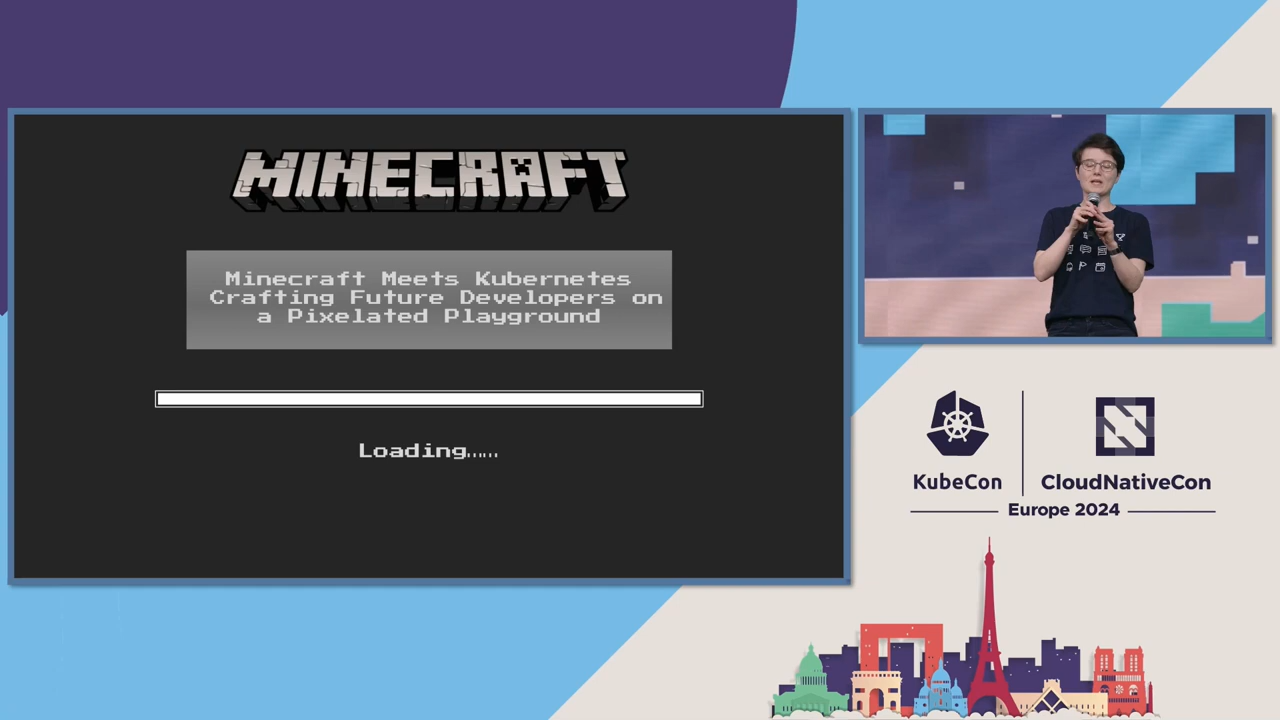 MINECRAFT
Minecraft Meets Kubernetes
Crafting Future Developers on
a Pixelated Playground
Loading.....
KubeCon
CloudNativeCon
Europe 2024